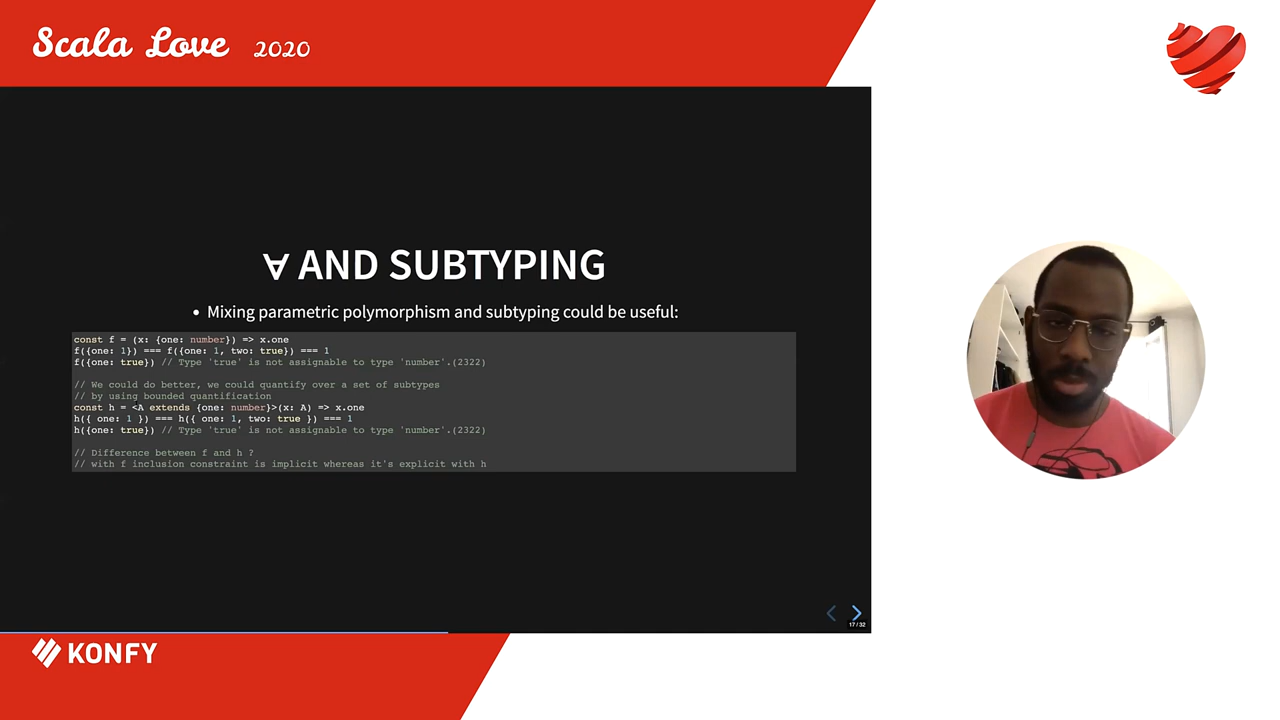 Scala Love 2020
∀ AND SUBTYPING
• Mixing parametric polymorphism and subtyping could be useful:
const f = (x: {one: number}) => x.one
f({one: 1}) === f({one: 1, two: true}) === 1
f({one: true}) // Type 'true' is not assignable to type 'number'.(2322)
// We could do better, we could quantify over a set of subtypes
// by using bounded quantification
const h = <A extends {one: number}>(x: A) => x.one
h({ one: 1 }) === h({ one: 1, two: true }) === 1
h({one: true}) // Type 'true' is not assignable to type 'number'.(2322)
// Difference between f and h ?
// with f inclusion constraint is implicit whereas it's explicit with h
17 / 32
KONFY